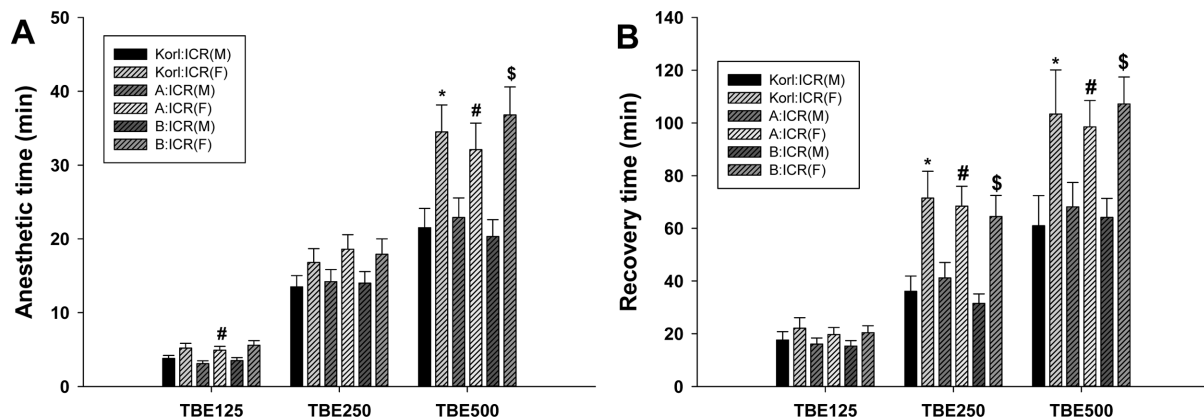 A
Anesthetic time (min)
50
40
30
20
10
0
Korl:ICR(M)
Korl:ICR(F)
A:ICR(M)
A:ICR(F)
B:ICR(M)
B:ICR(F)
#
*
#
$
TBE125 TBE250 TBE500
B
Recovery time (min)
140
120
100
80
60
40
20
0
Korl:ICR(M)
Korl:ICR(F)
A:ICR(M)
A:ICR(F)
B:ICR(M)
B:ICR(F)
*
#
$
*
#
$
TBE125 TBE250 TBE500